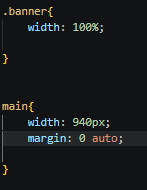 .banner{
width: 100%;
}
main{
width: 940px;
margin: 0 auto;
}